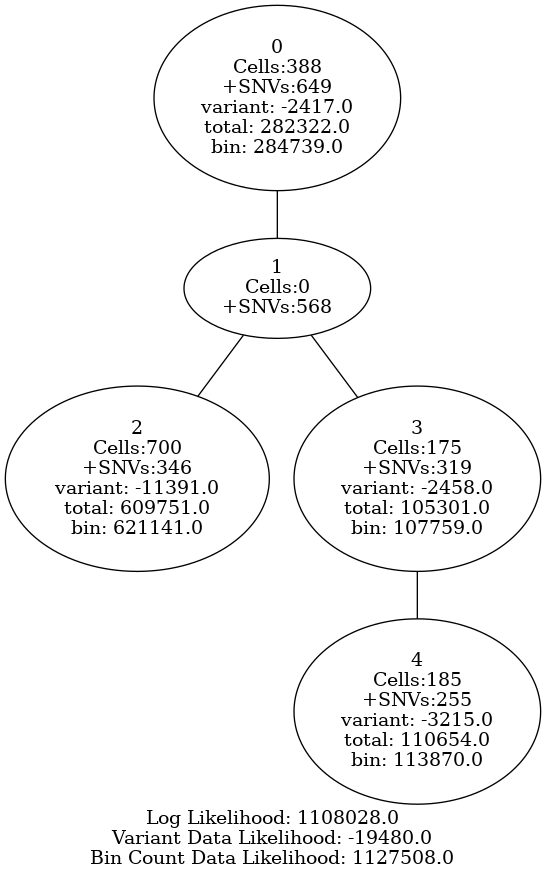 0
Cells:388
+SNVs:649
variant: -2417.0
total: 282322.0
bin: 284739.0
1
Cells:0
+SNVs:568
2
Cells:700
+SNVs:346
variant: -11391.0
total: 609751.0
bin: 621141.0
3
Cells:175
+SNVs:319
variant: -2458.0
total: 105301.0
bin: 107759.0
4
Cells:185
+SNVs:255
variant: -3215.0
total: 110654.0
bin: 113870.0
Log Likelihood: 1108028.0
Variant Data Likelihood: -19480.0
Bin Count Data Likelihood: 1127508.0